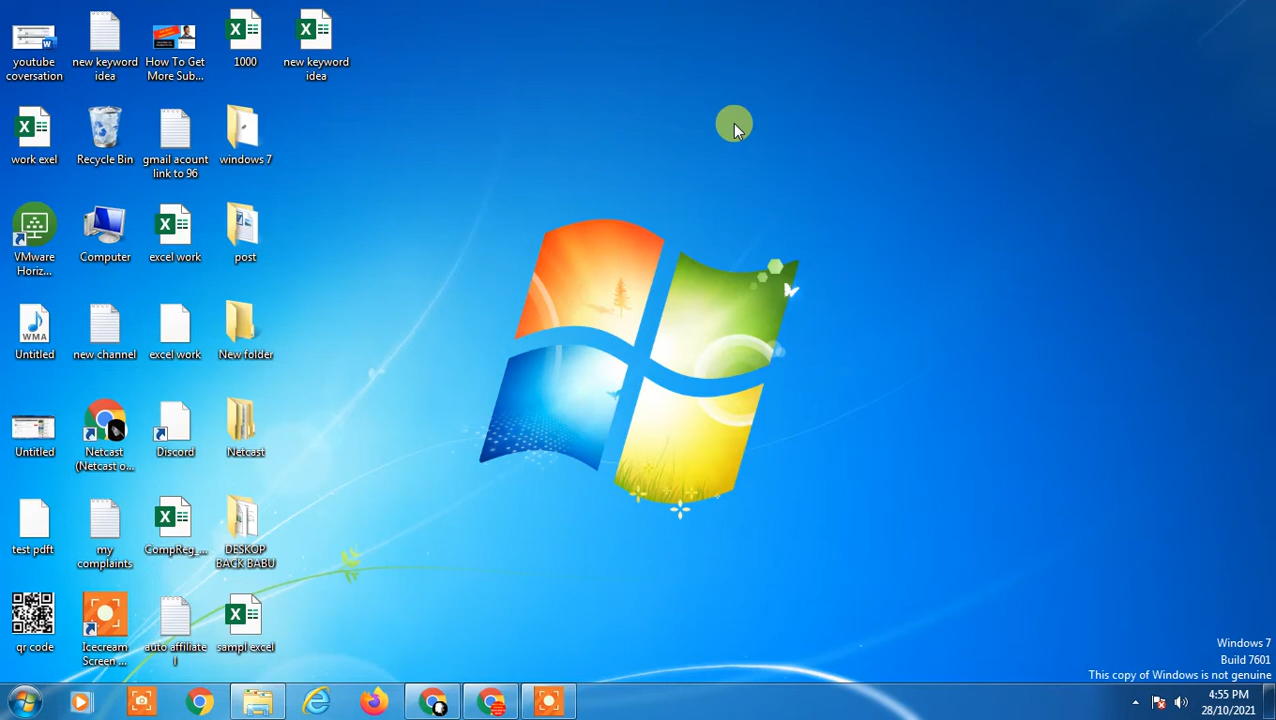 youtube
coversation
new keyword
idea
How To Get
More Sub...
1000
new keyword
idea
work exel
Recycle Bin
gmail acount
link to 96
windows 7
VMware
Horiz...
Computer
excel work
post
WMA
Untitled
new channel
excel work
New folder
Untitled
Netcast
(Netcast o...
Discord
Netcast
test pdft
my
complaints
CompReg_...
DESKOP
BACK BABU
qr code
Icecream
Screen ...
auto affiliate
l
sampl excel
Windows 7
Build 7601
This copy of Windows is not genuine
4:55 PM
28/10/2021